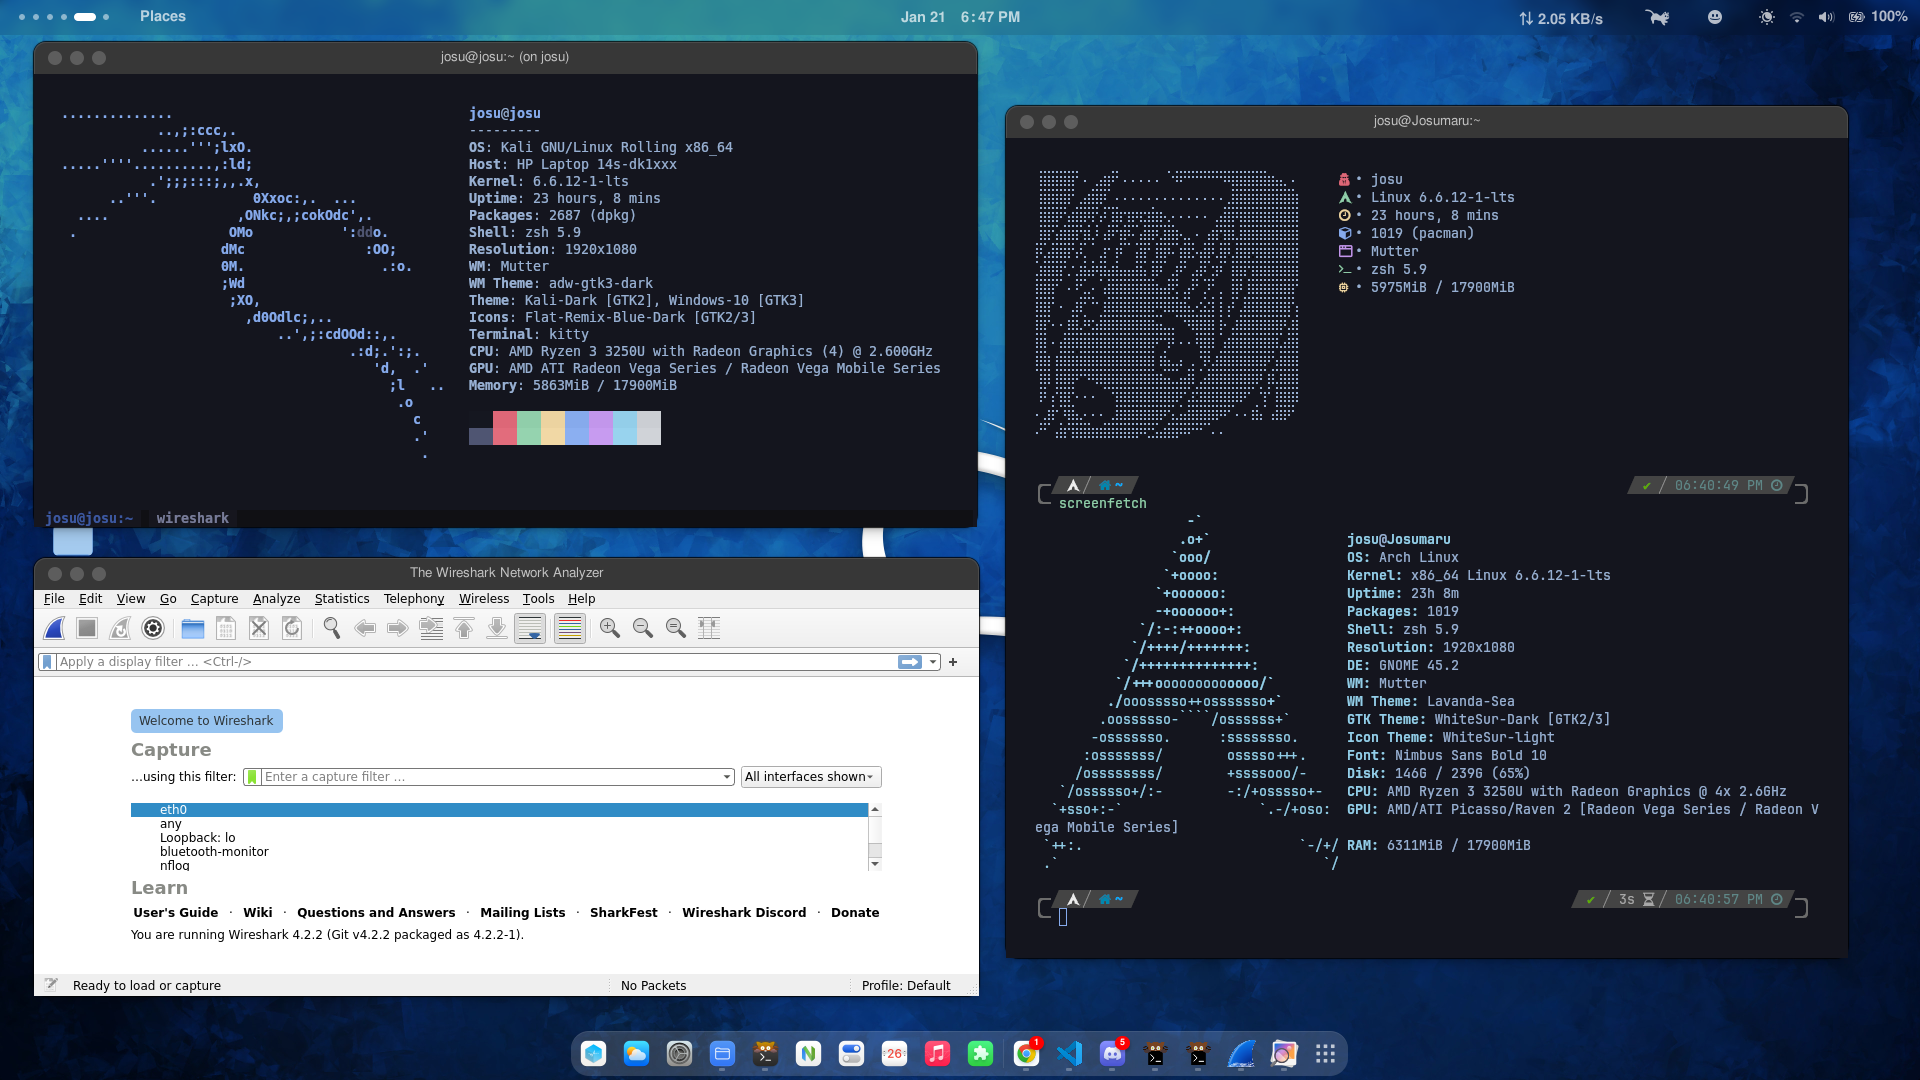 Places
Jan 21 6:47 PM
2.05 KB/s
100%
josu@josu:~ (on josu)
josu@josu
---------
OS: Kali GNU/Linux Rolling x86_64
Host: HP Laptop 14s-dk1xxx
Kernel: 6.6.12-1-lts
Uptime: 23 hours, 8 mins
Packages: 2687 (dpkg)
Shell: zsh 5.9
Resolution: 1920x1080
WM: Mutter
WM Theme: adw-gtk3-dark
Theme: Kali-Dark [GTK2], Windows-10 [GTK3]
Icons: Flat-Remix-Blue-Dark [GTK2/3]
Terminal: kitty
CPU: AMD Ryzen 3 3250U with Radeon Graphics (4) @ 2.600GHz
GPU: AMD ATI Radeon Vega Series / Radeon Vega Mobile Series
Memory: 5863MiB / 17900MiB
josu@josu:~ wireshark
The Wireshark Network Analyzer
File Edit View Go Capture Analyze Statistics Telephony Wireless Tools Help
Apply a display filter … <Ctrl-/>
+
Welcome to Wireshark
Capture
…using this filter: Enter a capture filter … All interfaces shown
eth0
any
Loopback: lo
bluetooth-monitor
nflog
Learn
User's Guide · Wiki · Questions and Answers · Mailing Lists · SharkFest · Wireshark Discord · Donate
You are running Wireshark 4.2.2 (Git v4.2.2 packaged as 4.2.2-1).
Ready to load or capture
No Packets
Profile: Default
josu@Josumaru:~
• josu
• Linux 6.6.12-1-lts
• 23 hours, 8 mins
• 1019 (pacman)
• Mutter
• zsh 5.9
• 5975MiB / 17900MiB
~
06:40:49 PM
screenfetch
josu@Josumaru
OS: Arch Linux
Kernel: x86_64 Linux 6.6.12-1-lts
Uptime: 23h 8m
Packages: 1019
Shell: zsh 5.9
Resolution: 1920x1080
DE: GNOME 45.2
WM: Mutter
WM Theme: Lavanda-Sea
GTK Theme: WhiteSur-Dark [GTK2/3]
Icon Theme: WhiteSur-light
Font: Nimbus Sans Bold 10
Disk: 146G / 239G (65%)
CPU: AMD Ryzen 3 3250U with Radeon Graphics @ 4x 2.6GHz
GPU: AMD/ATI Picasso/Raven 2 [Radeon Vega Series / Radeon V
ega Mobile Series]
RAM: 6311MiB / 17900MiB
~
3s
06:40:57 PM
26
1
5